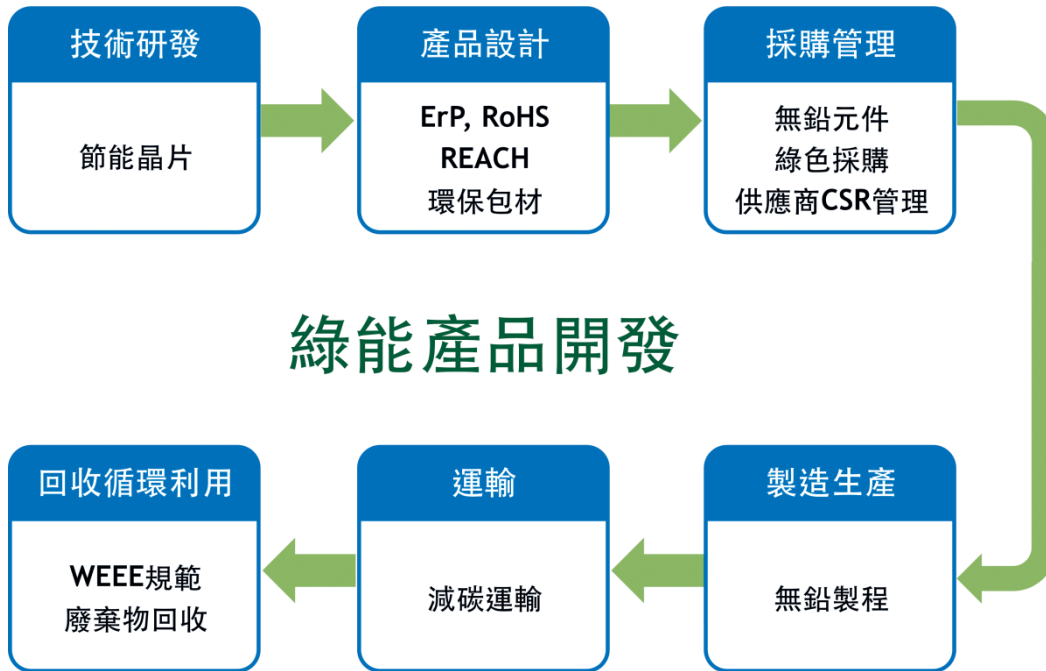 技術研發
節能晶片
產品設計
ErP, RoHS
REACH
環保包材
採購管理
無鉛元件
綠色採購
供應商CSR管理
綠能產品開發
製造生產
無鉛製程
運輸
減碳運輸
回收循環利用
WEEE規範
廢棄物回收